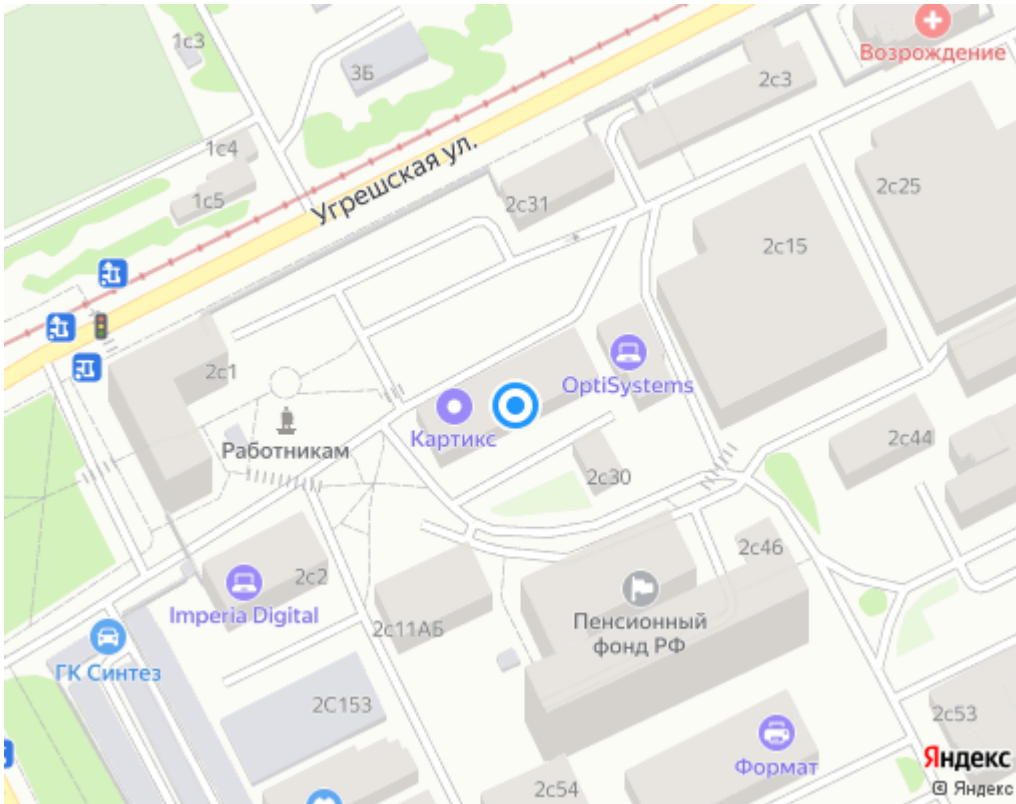 1с3
Возрождение
3Б
2с3
1с4
Угрешская ул.
2с25
1с5
2с31
2с15
2с1
OptiSystems
Картикс
Работникам
2с44
2с30
2с46
2с2
Imperia Digital
Пенсионный
фонд РФ
2с11АБ
ГК Синтез
2С153
2с53
Яндекс
Формат
2с54
© Яндекс